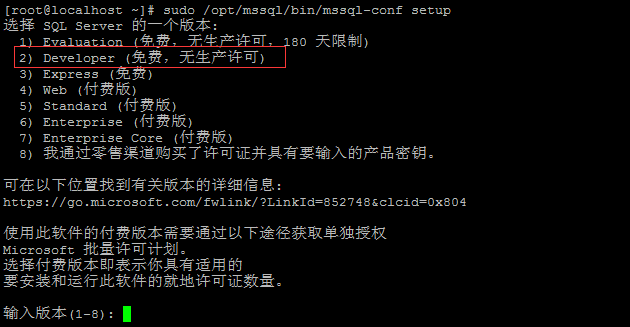 [root@localhost ~]# sudo /opt/mssql/bin/mssql-conf setup
选择 SQL Server 的一个版本:
1) Evaluation (免费，无生产许可，180 天限制)
2) Developer (免费，无生产许可)
3) Express (免费)
4) Web (付费版)
5) Standard (付费版)
6) Enterprise (付费版)
7) Enterprise Core (付费版)
8) 我通过零售渠道购买了许可证并具有要输入的产品密钥。
可在以下位置找到有关版本的详细信息:
https://go.microsoft.com/fwlink/?LinkId=852748&clcid=0x804
使用此软件的付费版本需要通过以下途径获取单独授权
Microsoft 批量许可计划。
选择付费版本即表示你具有适用的
要安装和运行此软件的就地许可证数量。
输入版本(1-8):